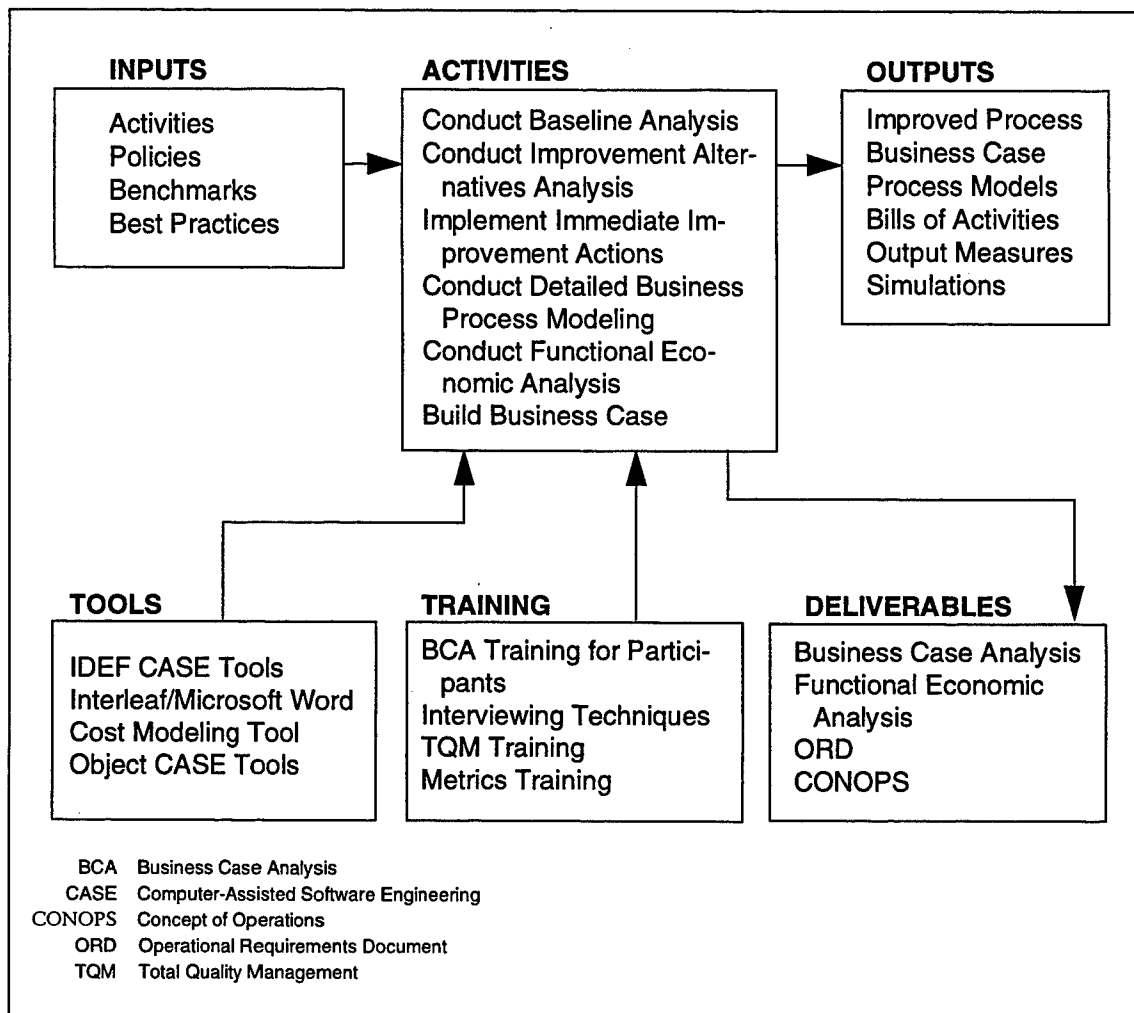 INPUTS
Activities
Policies
Benchmarks
Best Practices
ACTIVITIES
Conduct Baseline Analysis
Conduct Improvement Alter-
natives Analysis
Implement Immediate Im-
provement Actions
Conduct Detailed Business
Process Modeling
Conduct Functional Eco-
nomic Analysis
Build Business Case
OUTPUTS
Improved Process
Business Case
Process Models
Bills of Activities
Output Measures
Simulations
TOOLS
IDEF CASE Tools
Interleaf/Microsoft Word
Cost Modeling Tool
Object CASE Tools
TRAINING
BCA Training for Partici-
pants
Interviewing Techniques
TQM Training
Metrics Training
DELIVERABLES
Business Case Analysis
Functional Economic
Analysis
ORD
CONOPS
BCA Business Case Analysis
CASE Computer-Assisted Software Engineering
CONOPS Concept of Operations
ORD Operational Requirements Document
TQM Total Quality Management